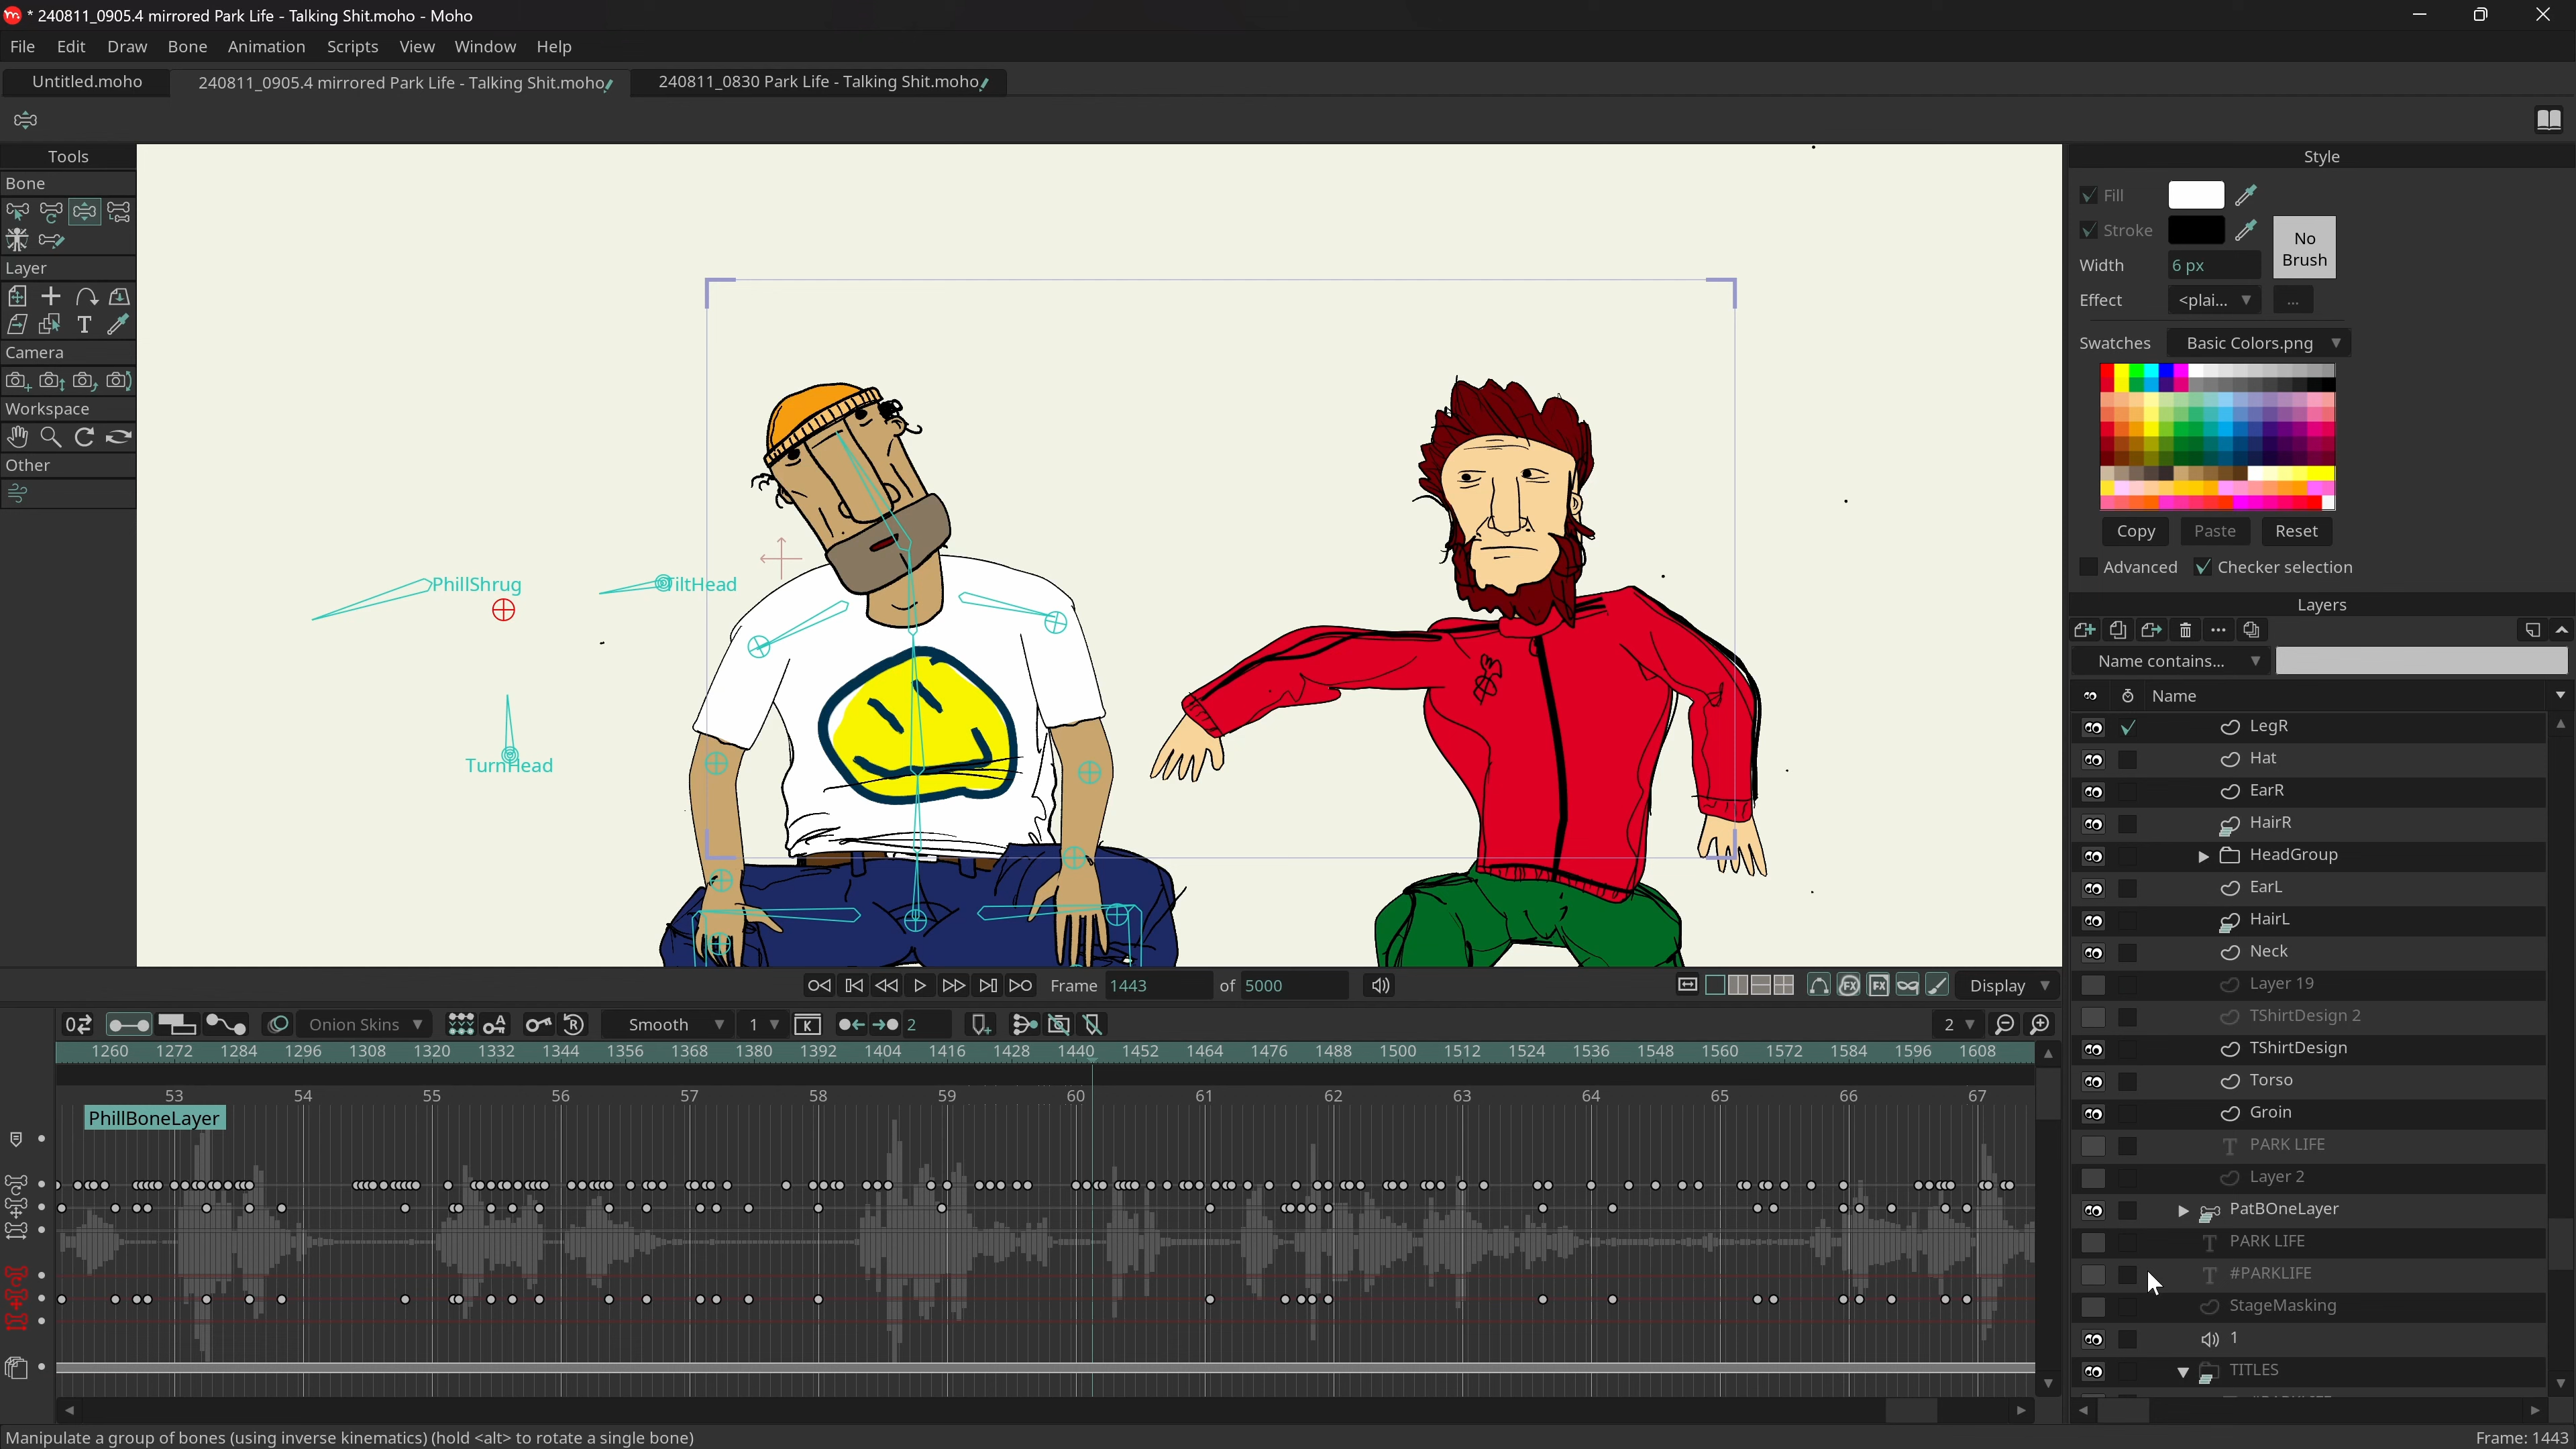 * 240811_0905.4 mirrored Park Life - Talking Shit.moho - Moho
File Edit Draw Bone Animation Scripts View Window Help
Untitled.moho 240811_0905.4 mirrored Park Life - Talking Shit.moho 240811_0830 Park Life - Talking Shit.moho
Tools
Bone
Layer
Camera
Workspace
Other
PhillShrug
TiltHead
TurnHead
Style
Fill
Stroke
No Brush
Width 6 px
Effect <plai... ...
Swatches Basic Colors.png
Copy Paste Reset
Advanced Checker selection
Layers
Name contains...
Name
LegR
Hat
EarR
HairR
HeadGroup
EarL
HairL
Neck
Layer 19
TShirtDesign 2
TShirtDesign
Torso
Groin
PARK LIFE
Layer 2
PatBOneLayer
PARK LIFE
#PARKLIFE
StageMasking
1
TITLES
Frame 1443 of 5000 Display
Onion Skins Smooth 1 2 2
1260 1272 1284 1296 1308 1320 1332 1344 1356 1368 1380 1392 1404 1416 1428 1440 1452 1464 1476 1488 1500 1512 1524 1536 1548 1560 1572 1584 1596 1608
53 54 55 56 57 58 59 60 61 62 63 64 65 66 67
PhillBoneLayer
Manipulate a group of bones (using inverse kinematics) (hold <alt> to rotate a single bone)
Frame: 1443